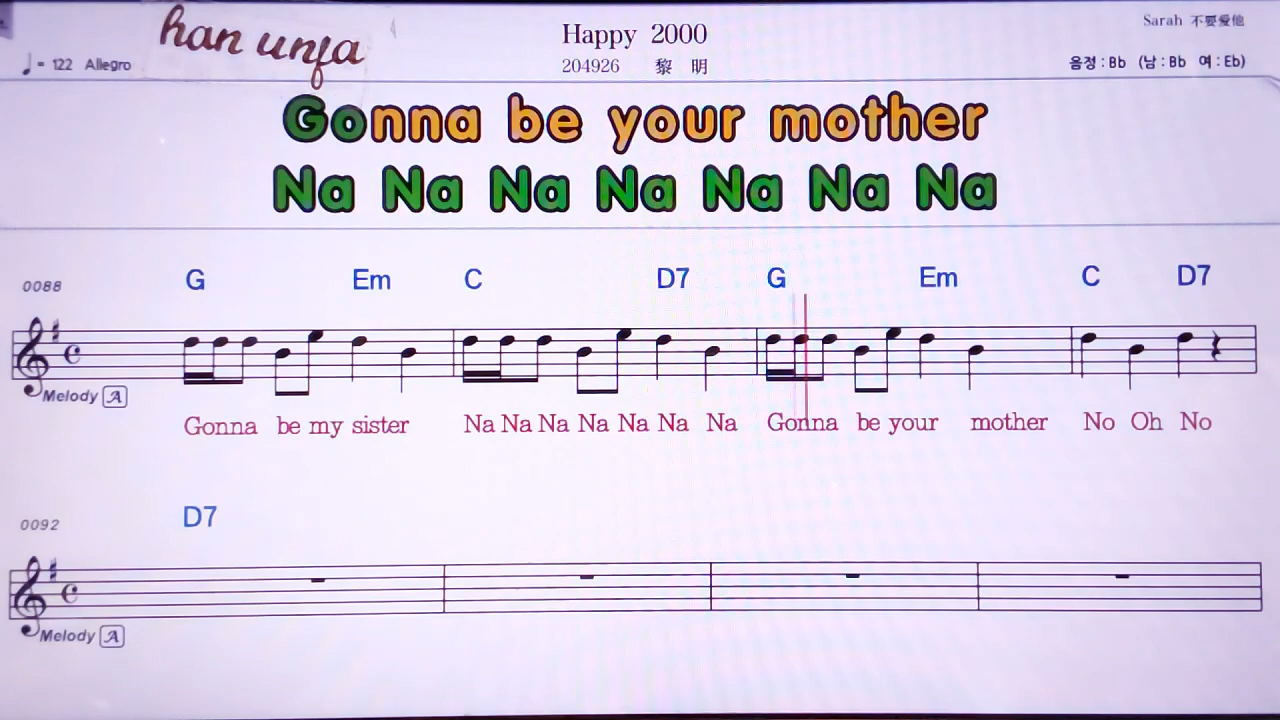 han unfa
Happy 2000
Sarah 不要愛他
♩= 122 Allegro
204926 黎 明
음정 : Bb (남 : Bb 여 : Eb)
Gonna be your mother
Na Na Na Na Na Na Na
0088
G Em C D7 G Em C D7
Melody A
Gonna be my sister Na Na Na Na Na Na Na Gonna be your mother No Oh No
0092
D7
Melody A